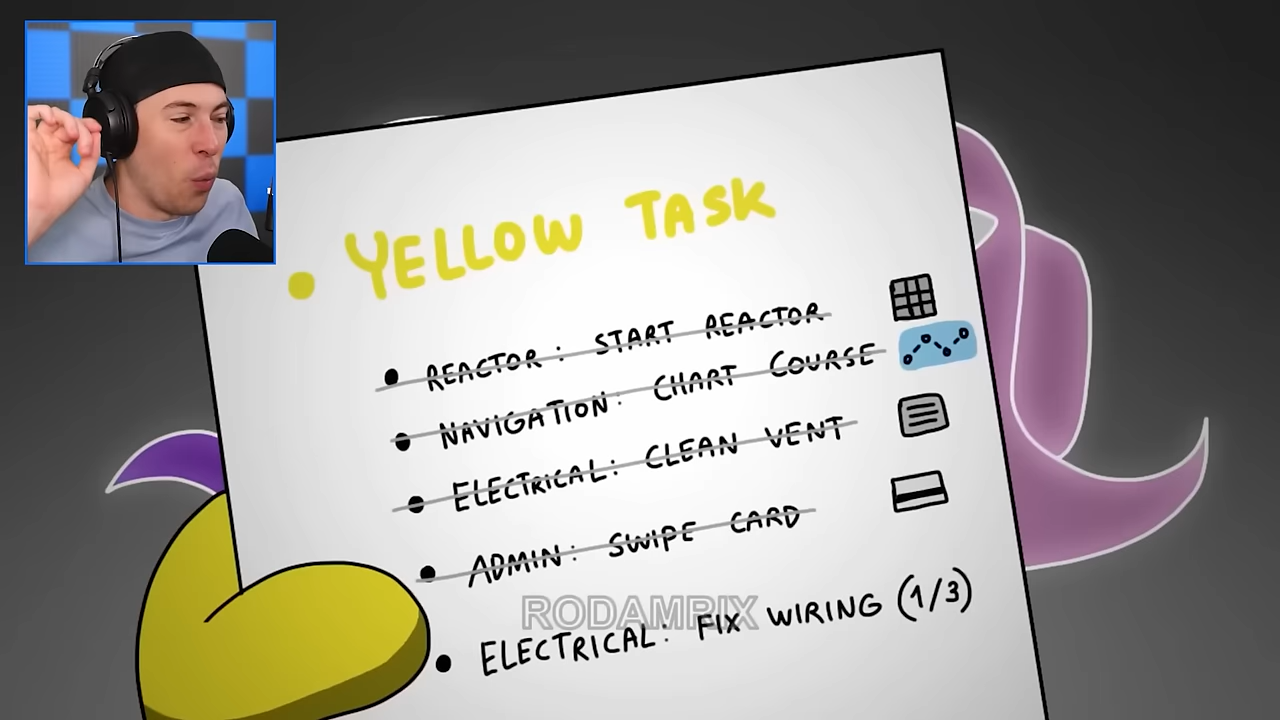 • YELLOW TASK
• REACTOR: START REACTOR
• NAVIGATION: CHART COURSE
• ELECTRICAL: CLEAN VENT
• ADMIN: SWIPE CARD
RODAMRIX
• ELECTRICAL: FIX WIRING (1/3)